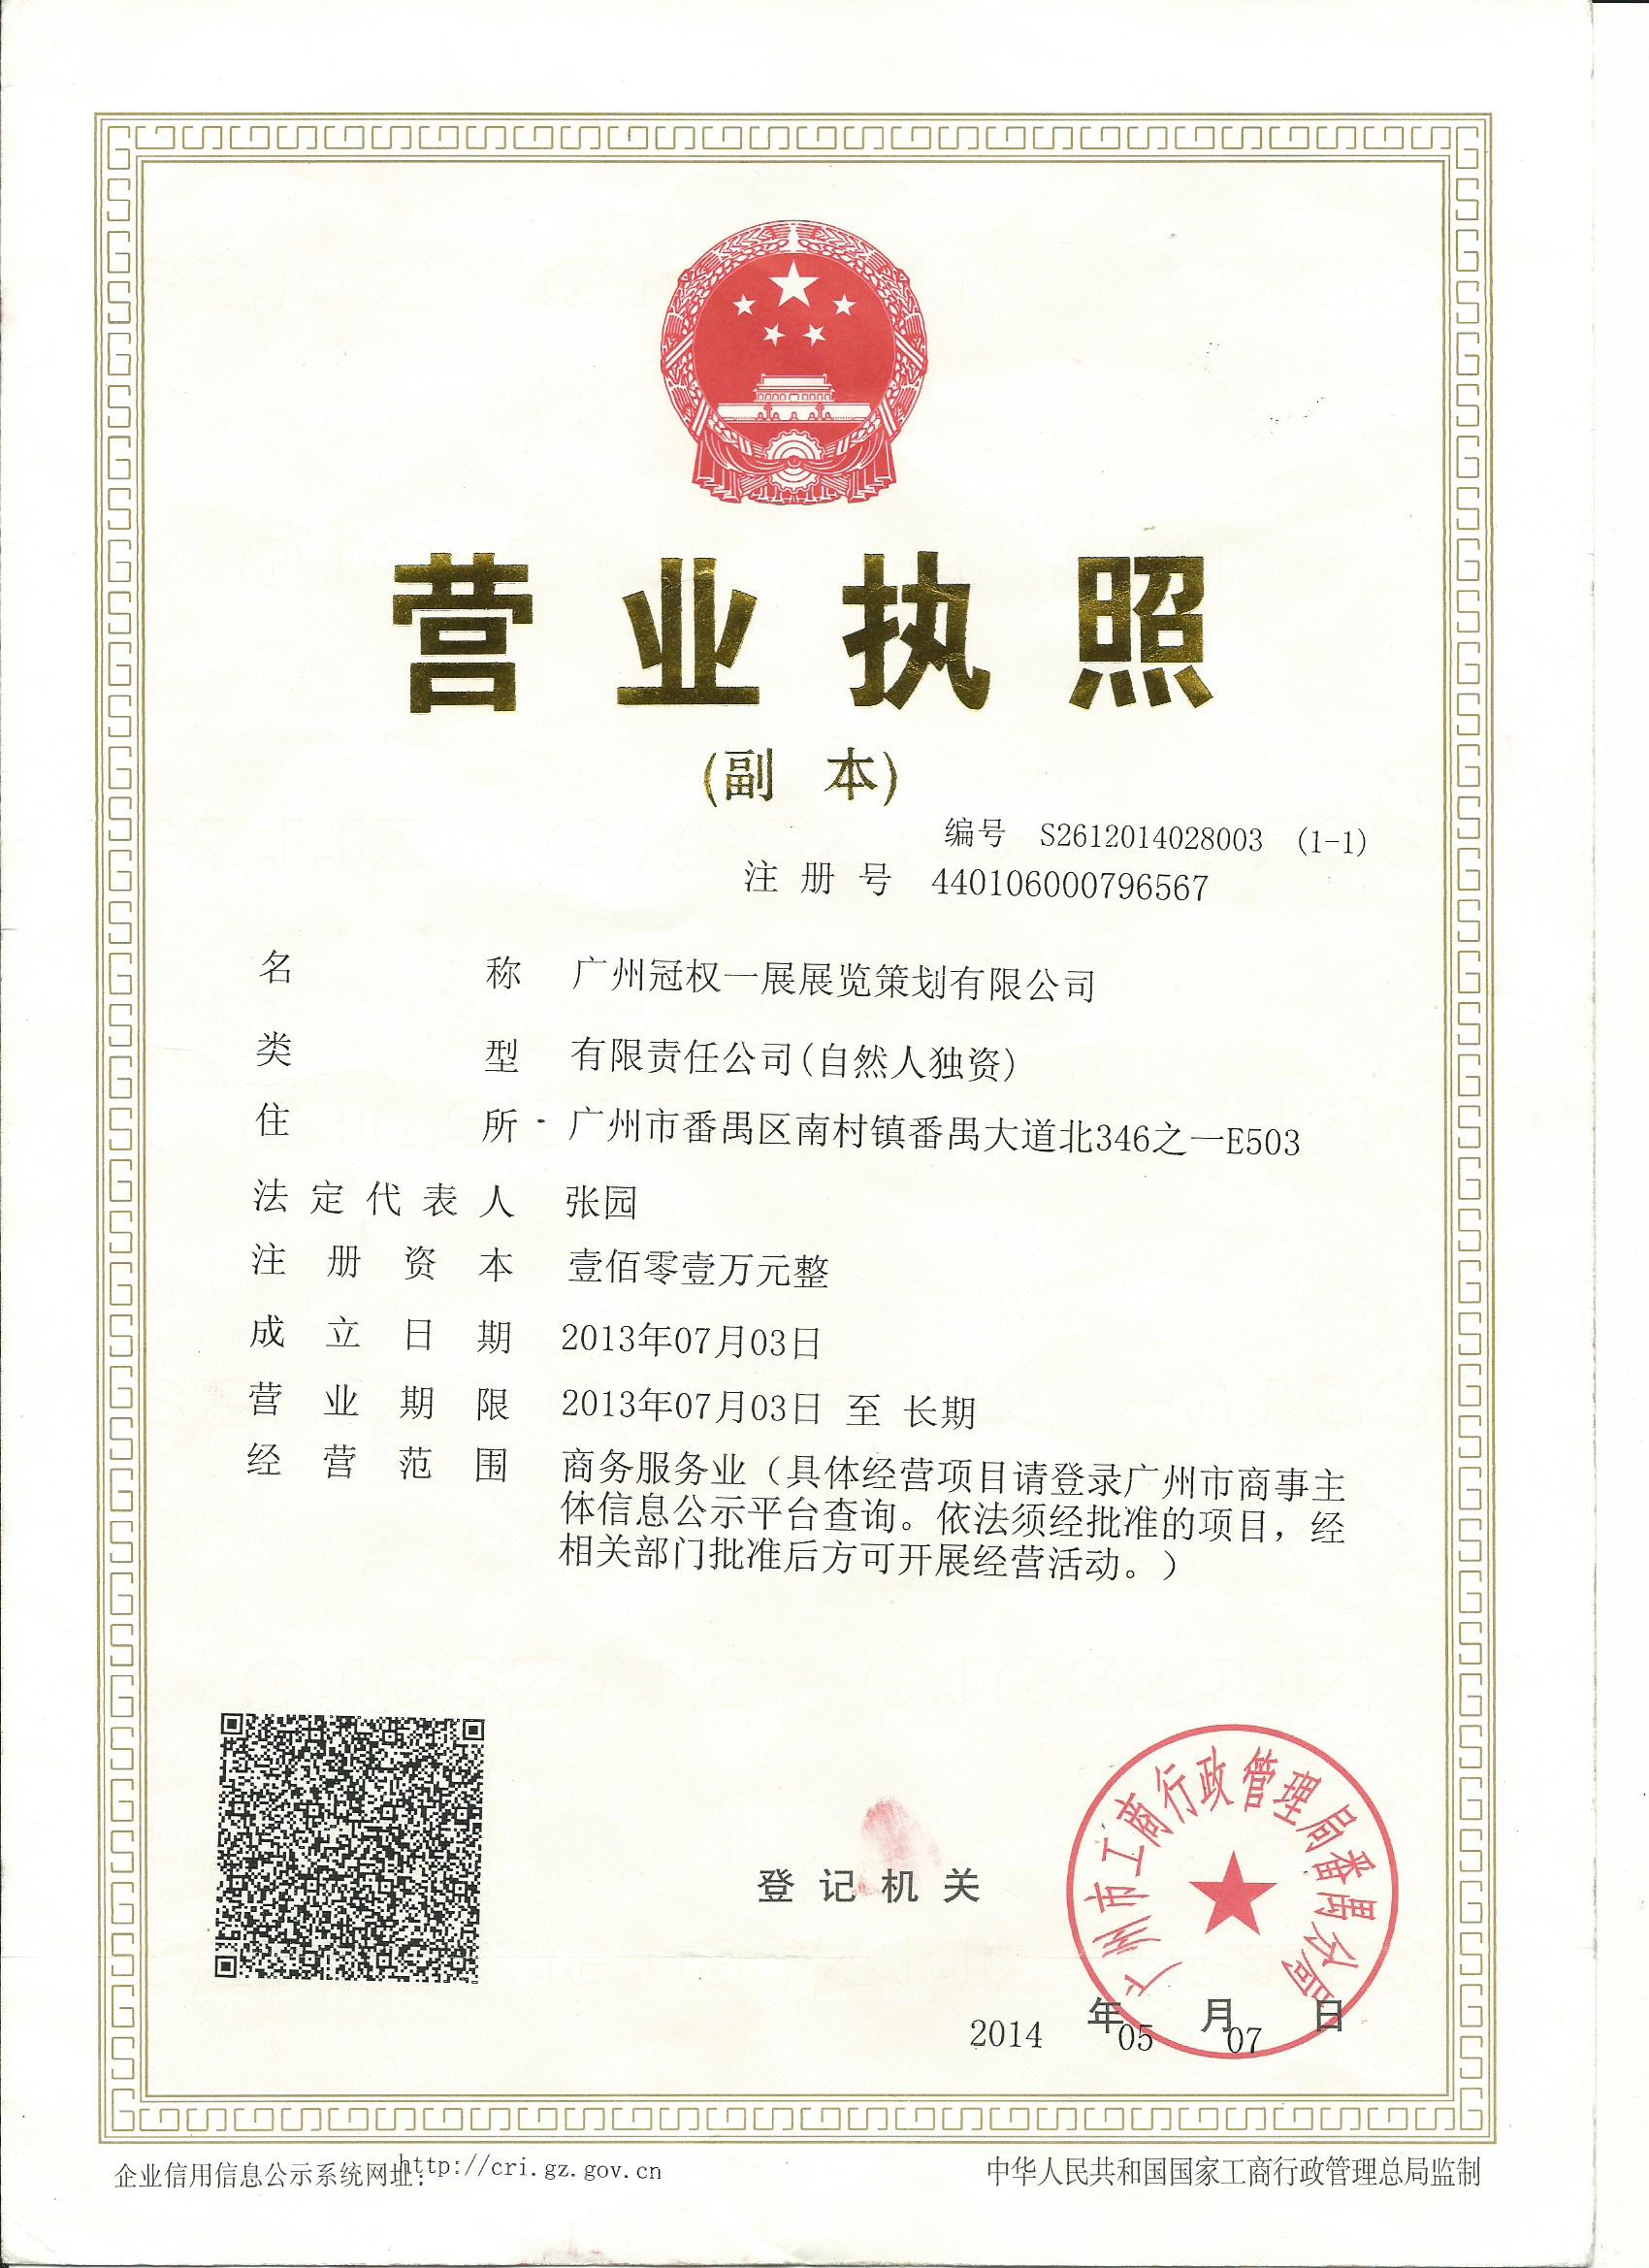 营业执照
(副 本)
编号 S2612014028003 (1-1)
注册号 440106000796567
名称 广州冠权一展展览策划有限公司
类型 有限责任公司(自然人独资)
住所 广州市番禺区南村镇番禺大道北346之一E503
法定代表人 张园
注册资本 壹佰零壹万元整
成立日期 2013年07月03日
营业期限 2013年07月03日 至 长期
经营范围 商务服务业（具体经营项目请登录广州市商事主
体信息公示平台查询。依法须经批准的项目，经
相关部门批准后方可开展经营活动。）
广州市工商行政管理局番禺分局
登记机关
2014年05月07日
企业信用信息公示系统网址：http://cri.gz.gov.cn
中华人民共和国国家工商行政管理总局监制